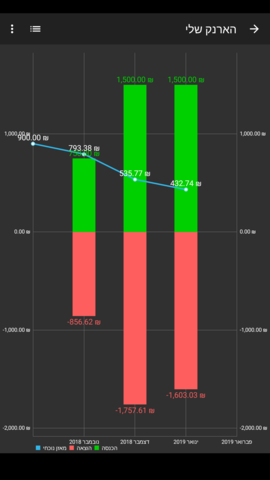 הארנק שלי
1,500.00 ₪
1,500.00 ₪
1,000.00 ₪
1,000.00 ₪
900.00 ₪
793.38 ₪
535.77 ₪
432.74 ₪
0.00 ₪
0.00 ₪
-856.62 ₪
-1,000.00 ₪
-1,000.00 ₪
-1,603.03 ₪
-1,757.61 ₪
-2,000.00 ₪
-2,000.00 ₪
נובמבר 2018
דצמבר 2018
ינואר 2019
פברואר 2019
הכנסה
הוצאה
מאזן נוכחי